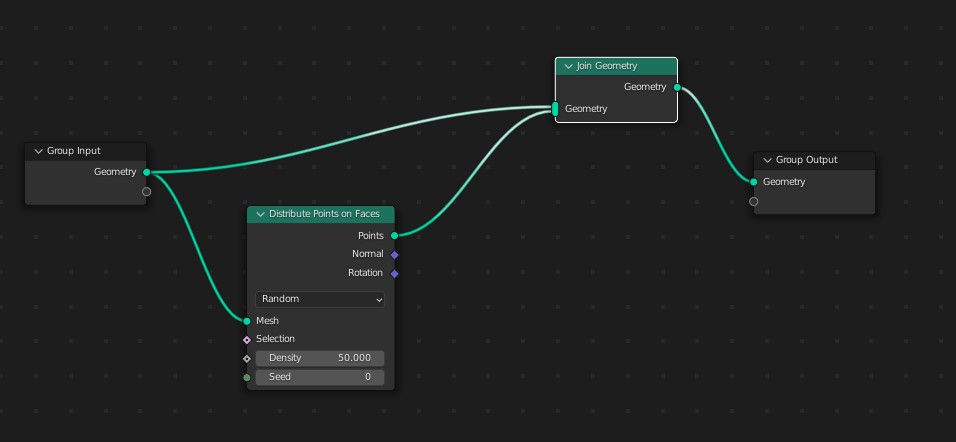 Group Input
Geometry
Distribute Points on Faces
Points
Normal
Rotation
Random
Mesh
Selection
Density 50.000
Seed 0
Join Geometry
Geometry
Geometry
Group Output
Geometry